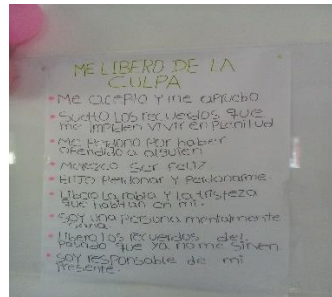 ME LIBERO DE LA
CULPA
• Me acepto y me apruebo
• Suelto los recuerdos que
me impiden vivir en plenitud
• Me perdono por haber
ofendido a alguien
• Merezco ser feliz
• Elijo perdonar y perdonarme
• Libero la rabia y la tristeza
que habitan en mi.
• Soy una persona mentalmente
sana.
• Libero los recuerdos del
pasado que ya no me sirven.
• Soy responsable de mi
presente.